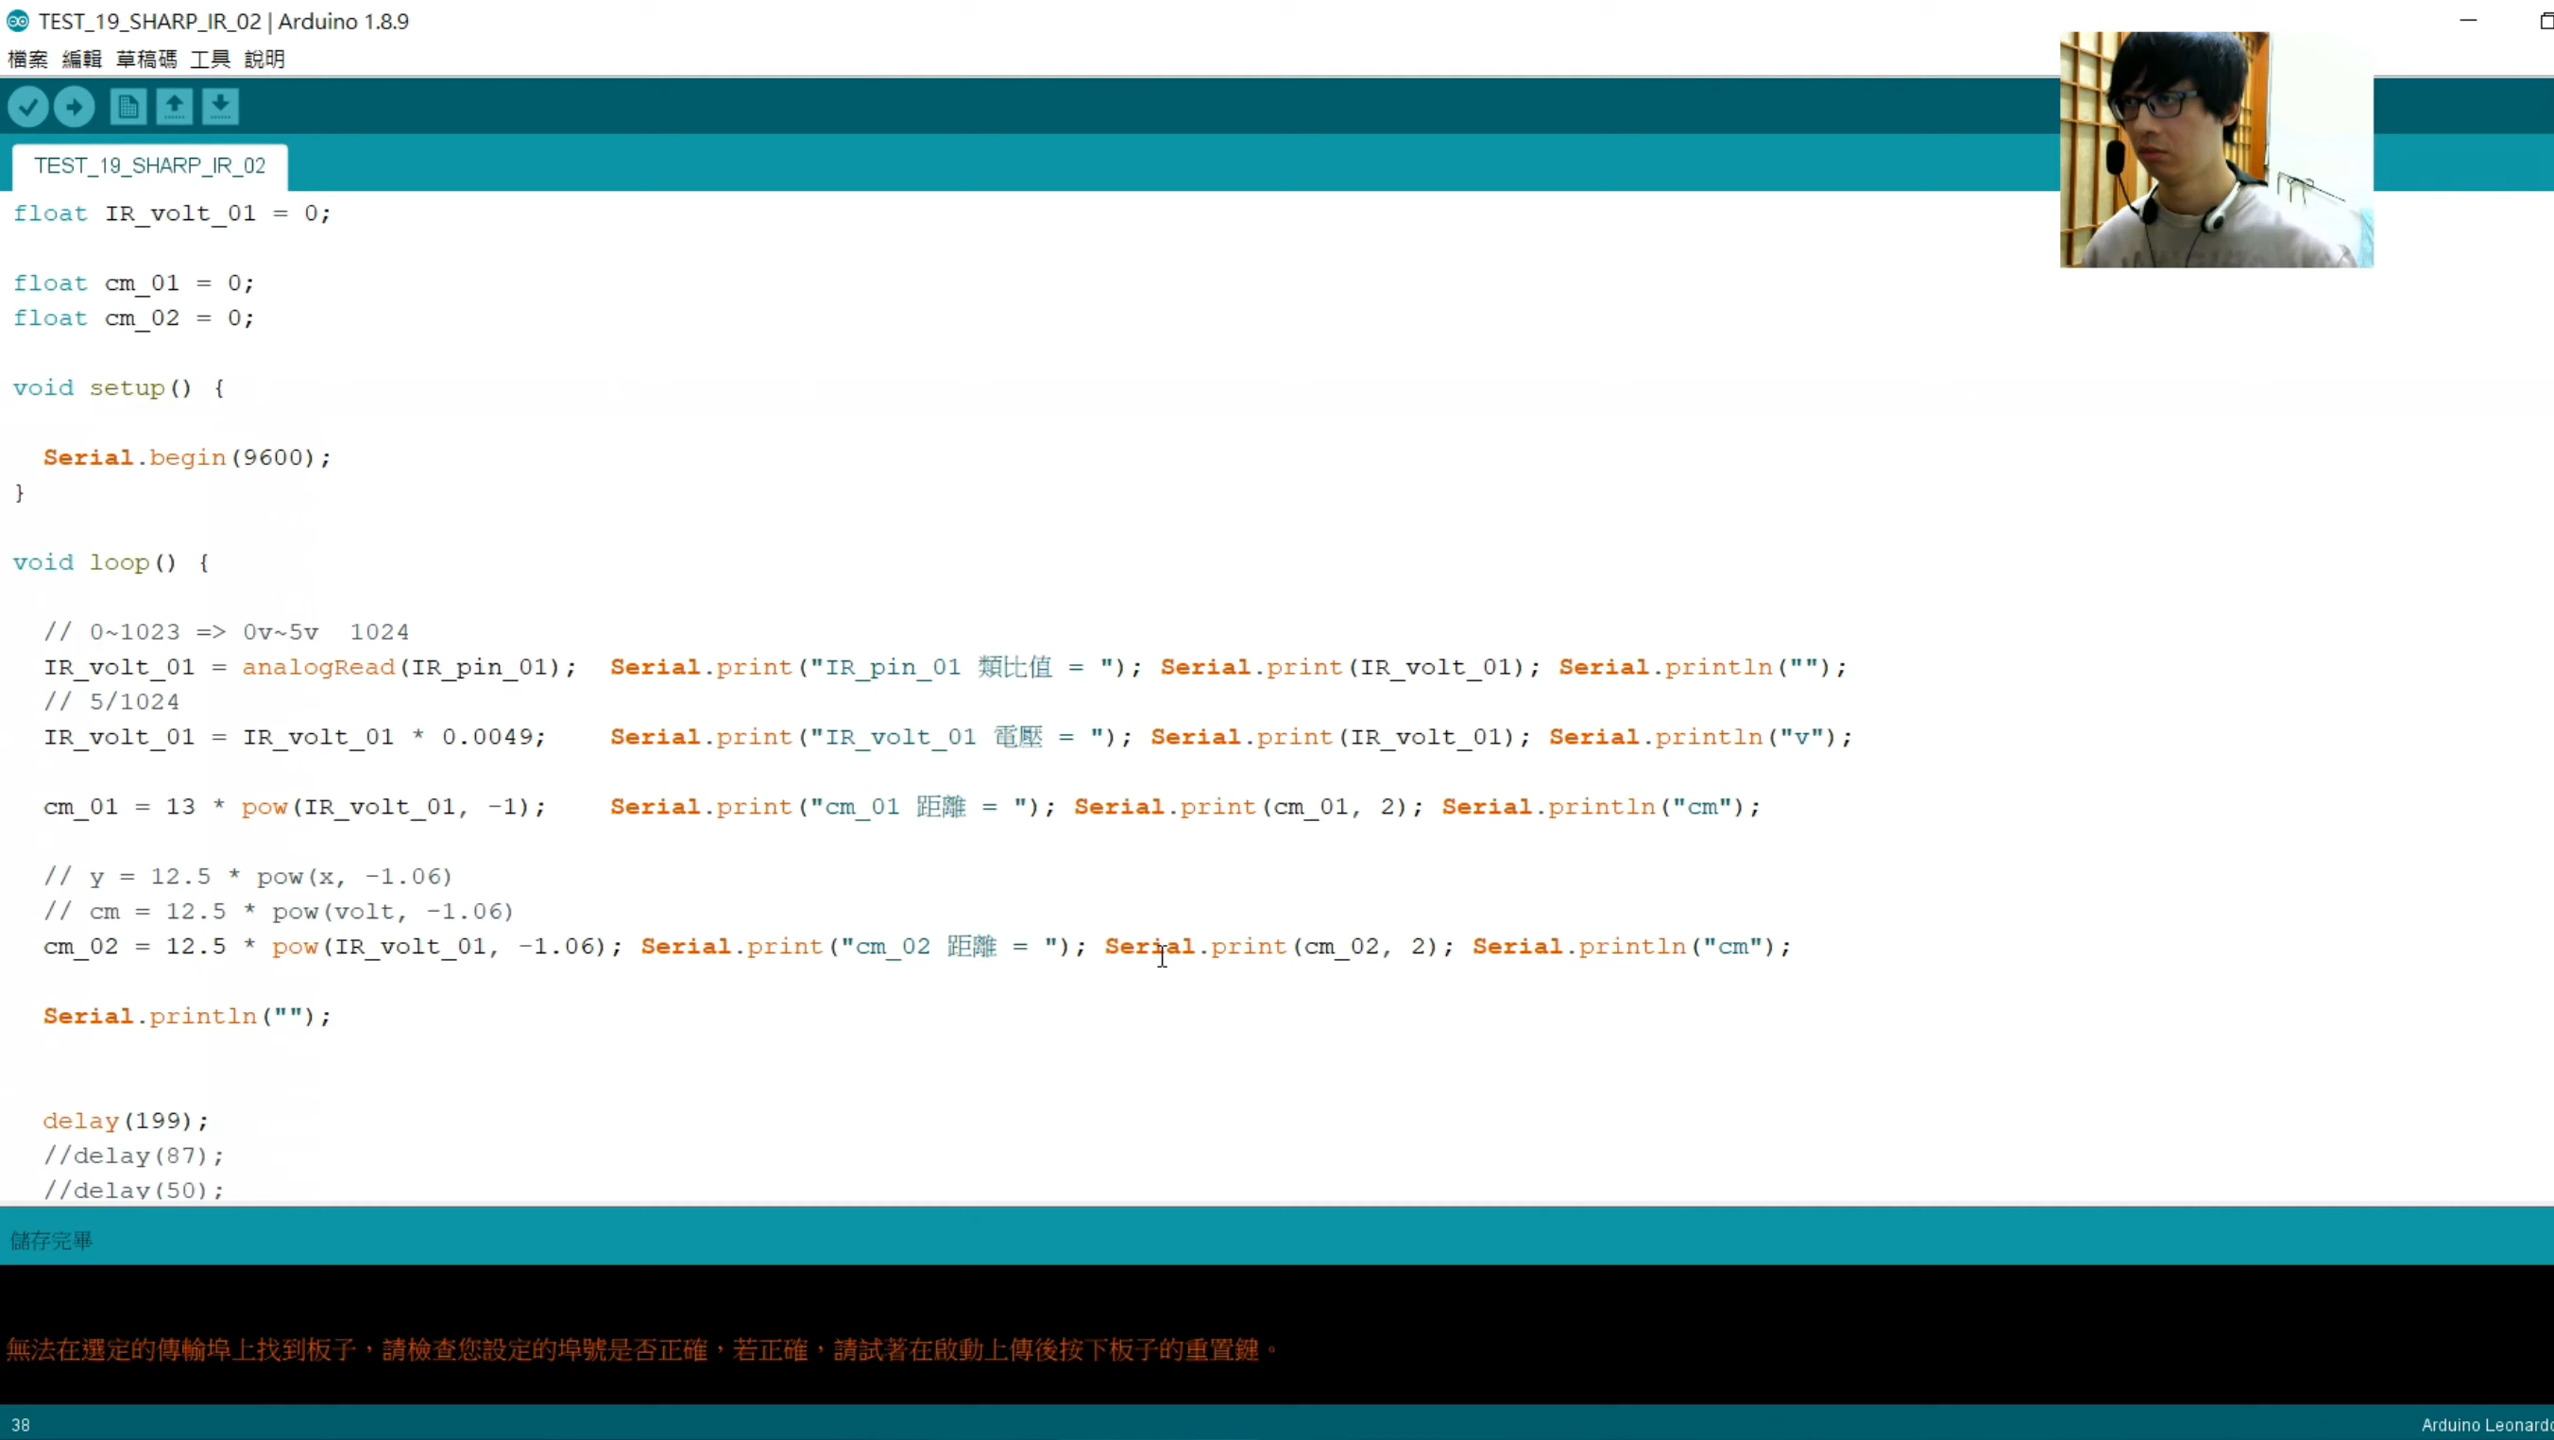 TEST_19_SHARP_IR_02 | Arduino 1.8.9
檔案 編輯 草稿碼 工具 說明
TEST_19_SHARP_IR_02
float IR_volt_01 = 0;
float cm_01 = 0;
float cm_02 = 0;
void setup() {
Serial.begin(9600);
}
void loop() {
// 0~1023 => 0v~5v  1024
IR_volt_01 = analogRead(IR_pin_01);  Serial.print("IR_pin_01 類比值 = "); Serial.print(IR_volt_01); Serial.println("");
// 5/1024
IR_volt_01 = IR_volt_01 * 0.0049;    Serial.print("IR_volt_01 電壓 = "); Serial.print(IR_volt_01); Serial.println("v");
cm_01 = 13 * pow(IR_volt_01, -1);    Serial.print("cm_01 距離 = "); Serial.print(cm_01, 2); Serial.println("cm");
// y = 12.5 * pow(x, -1.06)
// cm = 12.5 * pow(volt, -1.06)
cm_02 = 12.5 * pow(IR_volt_01, -1.06); Serial.print("cm_02 距離 = "); Serial.print(cm_02, 2); Serial.println("cm");
Serial.println("");
delay(199);
//delay(87);
//delay(50);
儲存完畢
無法在選定的傳輸埠上找到板子，請檢查您設定的埠號是否正確，若正確，請試著在啟動上傳後按下板子的重置鍵。
38
Arduino Leonardo